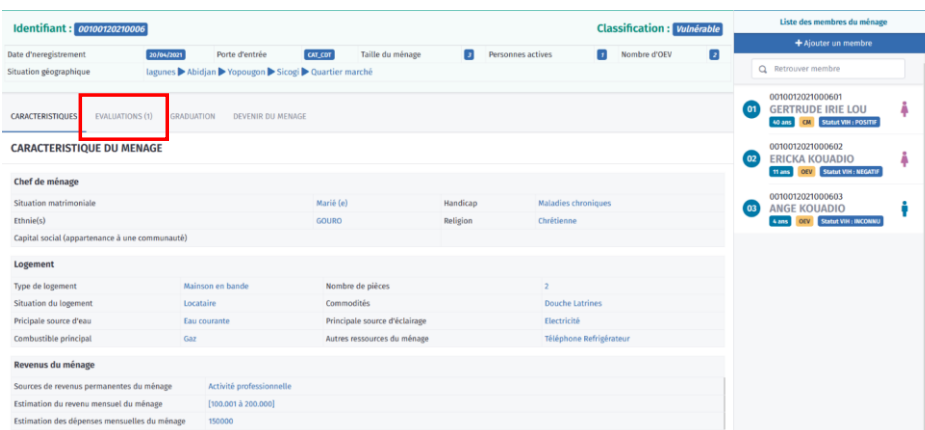 Identifiant : 00100120210006 Classification : Vulnérable
Date d'enregistrement 20/04/2021 Porte d'entrée CAT_CDT Taille du ménage 2 Personnes actives 1 Nombre d'OEV 2
Situation géographique lagunes Abidjan Yopougon Sicogi Quartier marché
CARACTERISTIQUES EVALUATIONS (1) GRADUATION DEVENIR DU MENAGE
CARACTERISTIQUE DU MENAGE
Chef de ménage
Situation matrimoniale Marié (e) Handicap Maladies chroniques
Ethnie(s) GOURO Religion Chrétienne
Capital social (appartenance à une communauté)
Logement
Type de logement Mainson en bande Nombre de pièces 2
Situation du logement Locataire Commodités Douche Latrines
Pricipale source d'eau Eau courante Principale source d'éclairage Electricité
Combustible principal Gaz Autres ressources du ménage Téléphone Refrigérateur
Revenus du ménage
Sources de revenus permanentes du ménage Activité professionnelle
Estimation du revenu mensuel du ménage [100.001 à 200.000]
Estimation des dépenses mensuelles du ménage 150000
Liste des membres du ménage
+ Ajouter un membre
Retrouver membre
01 0010012021000601
GERTRUDE IRIE LOU
40 ans CM Statut VIH : POSITIF
02 0010012021000602
ERICKA KOUADIO
11 ans OEV Statut VIH : NEGATIF
03 0010012021000603
ANGE KOUADIO
4 ans OEV Statut VIH : INCONNU